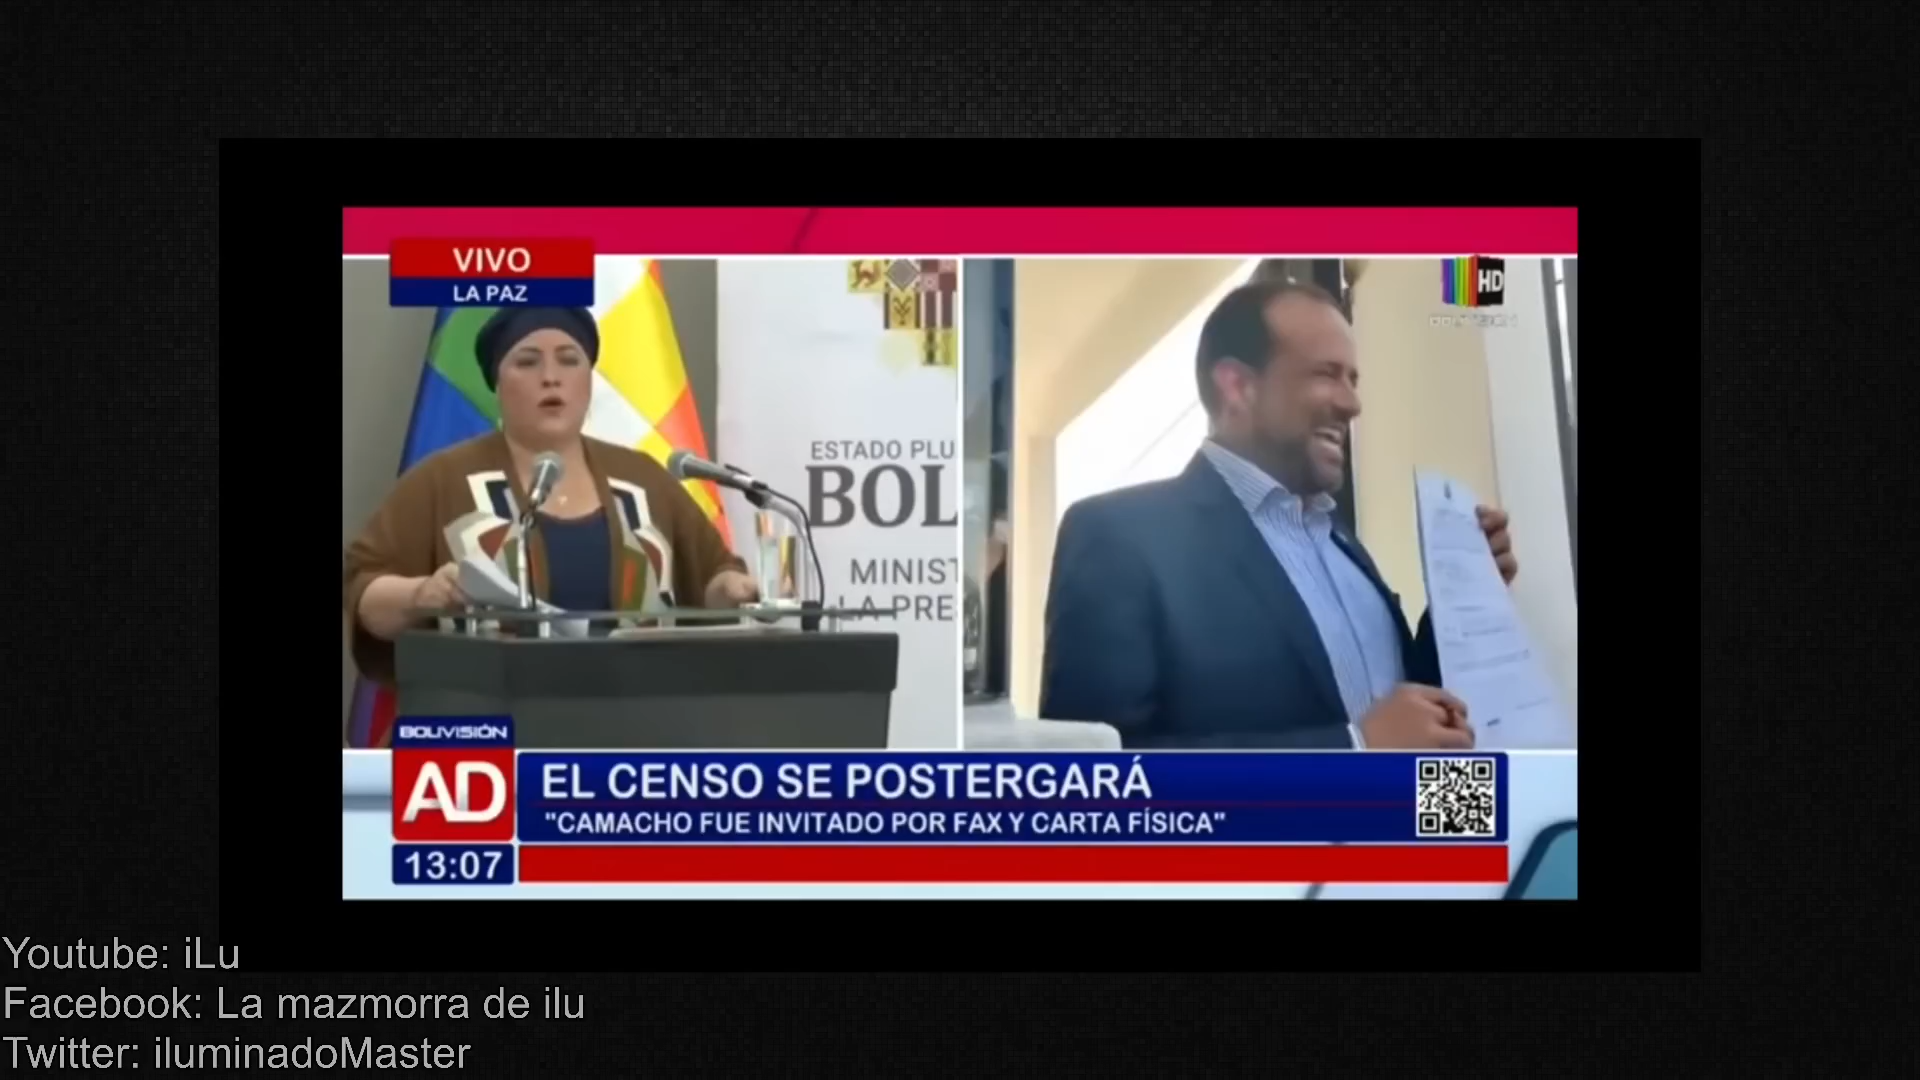 VIVO
LA PAZ
HD
ESTADO PLU
BOL
MINIST
LA PRE
BOLIVISIÓN
AD
EL CENSO SE POSTERGARÁ
"CAMACHO FUE INVITADO POR FAX Y CARTA FÍSICA"
13:07
Youtube: iLu
Facebook: La mazmorra de ilu
Twitter: iluminadoMaster